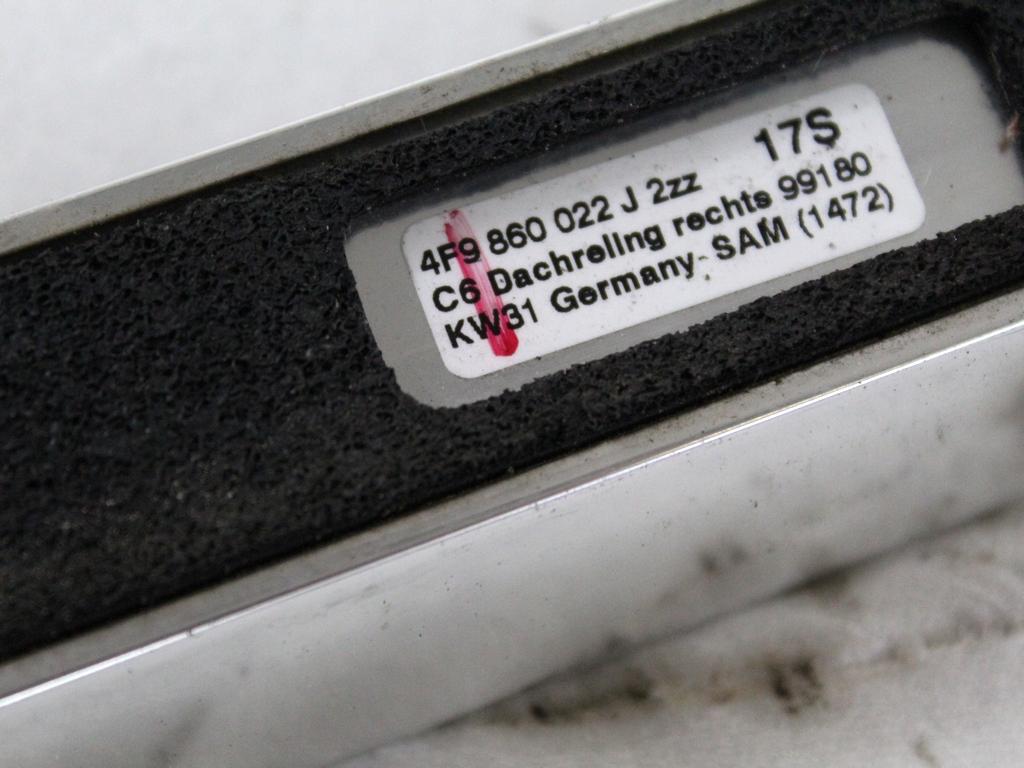 17S
4F9 860 022 J 2zz
C6 Dachreling rechts 99180
KW31 Germany SAM (1472)